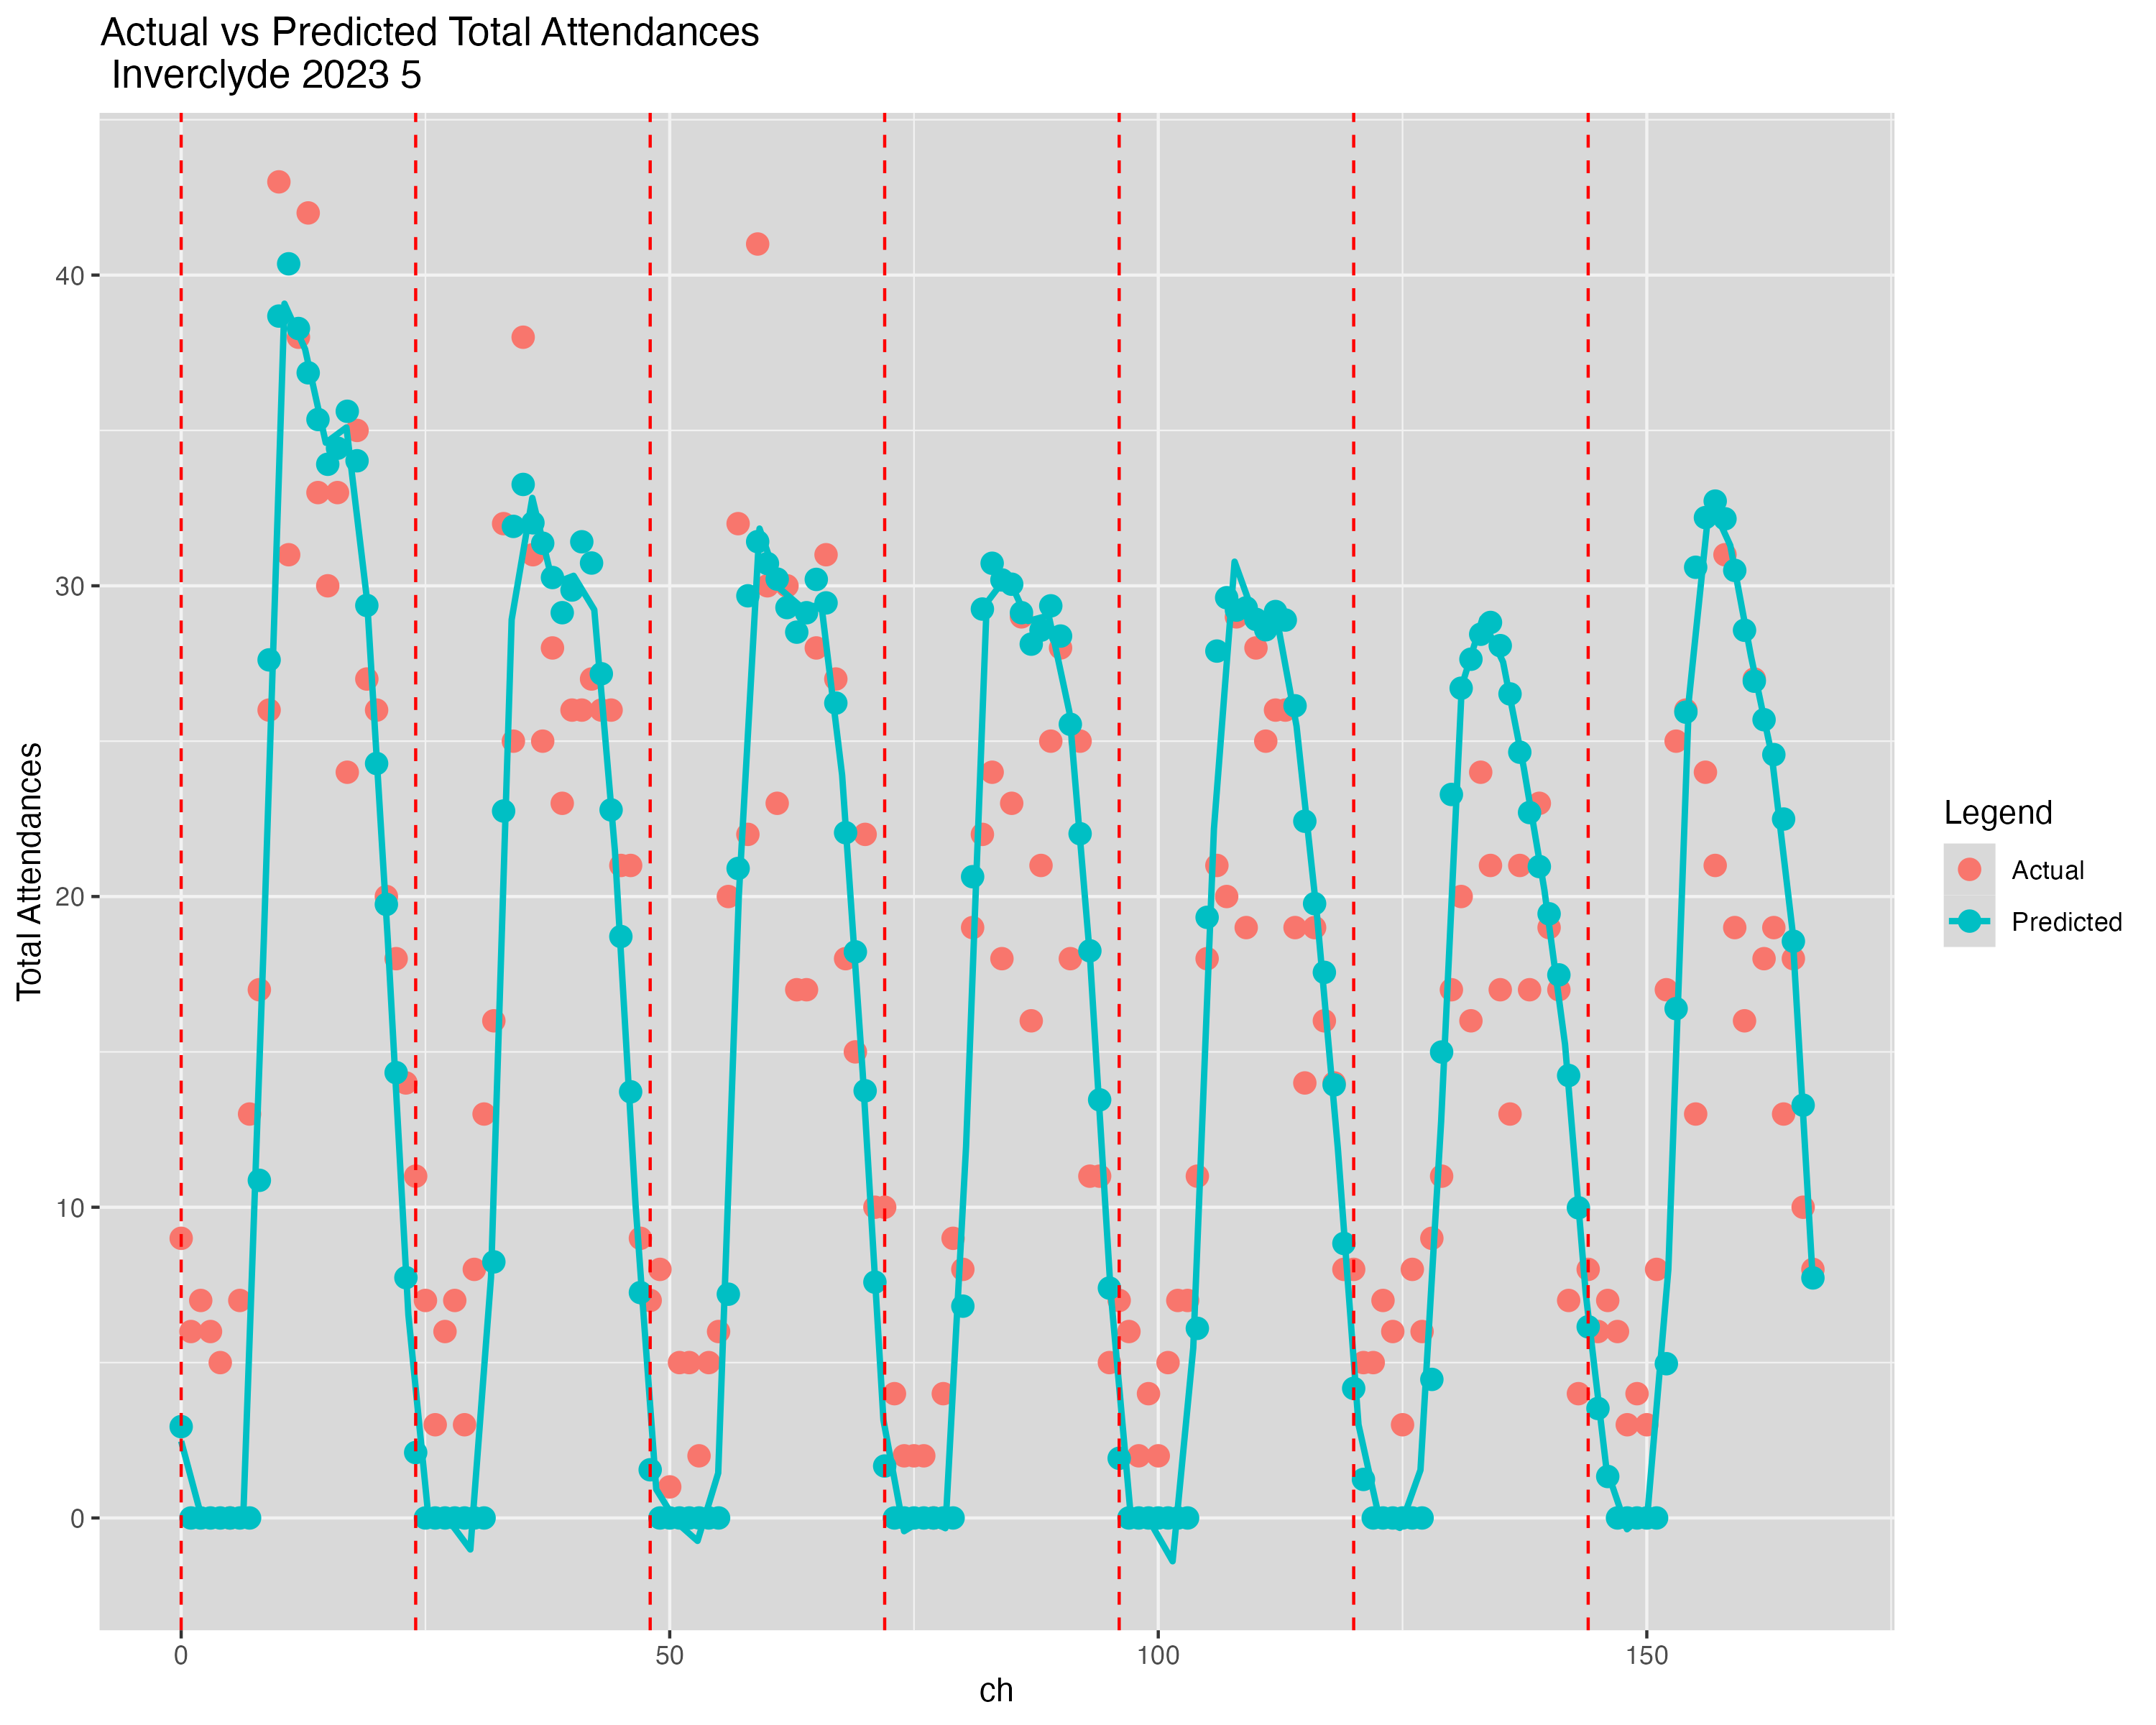 Actual vs Predicted Total Attendances
Inverclyde 2023 5
Total Attendances
40
30
20
10
0
0 50 100 150
ch
Legend
Actual
Predicted